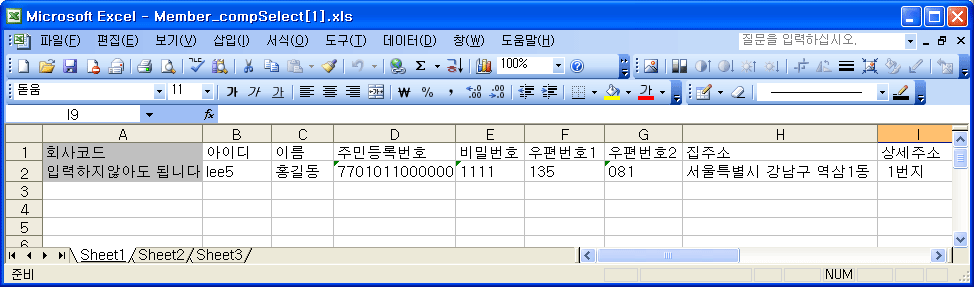 Microsoft Excel - Member_compSelect[1].xls
파일(F) 편집(E) 보기(V) 삽입(I) 서식(O) 도구(T) 데이터(D) 창(W) 도움말(H) 질문을 입력하십시오.
100%
돋움 11 가 가 가 가
I9 fx
A B C D E F G H I
1 회사코드 아이디 이름 주민등록번호 비밀번호 우편번호1 우편번호2 집주소 상세주소
2 입력하지않아도 됩니다 lee5 홍길동 7701011000000 1111 135 081 서울특별시 강남구 역삼1동 1번지
3
4
5
6
Sheet1 Sheet2 Sheet3
준비 NUM